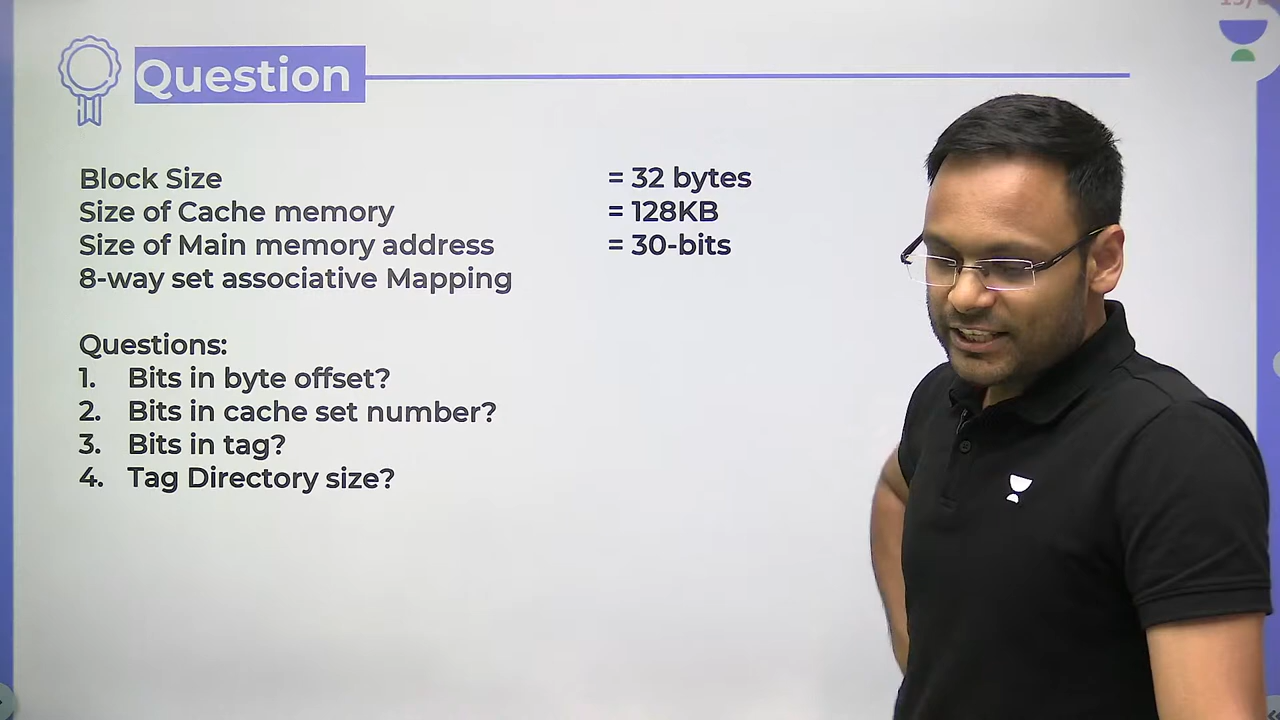 Question
Block Size = 32 bytes
Size of Cache memory = 128KB
Size of Main memory address = 30-bits
8-way set associative Mapping
Questions:
1. Bits in byte offset?
2. Bits in cache set number?
3. Bits in tag?
4. Tag Directory size?